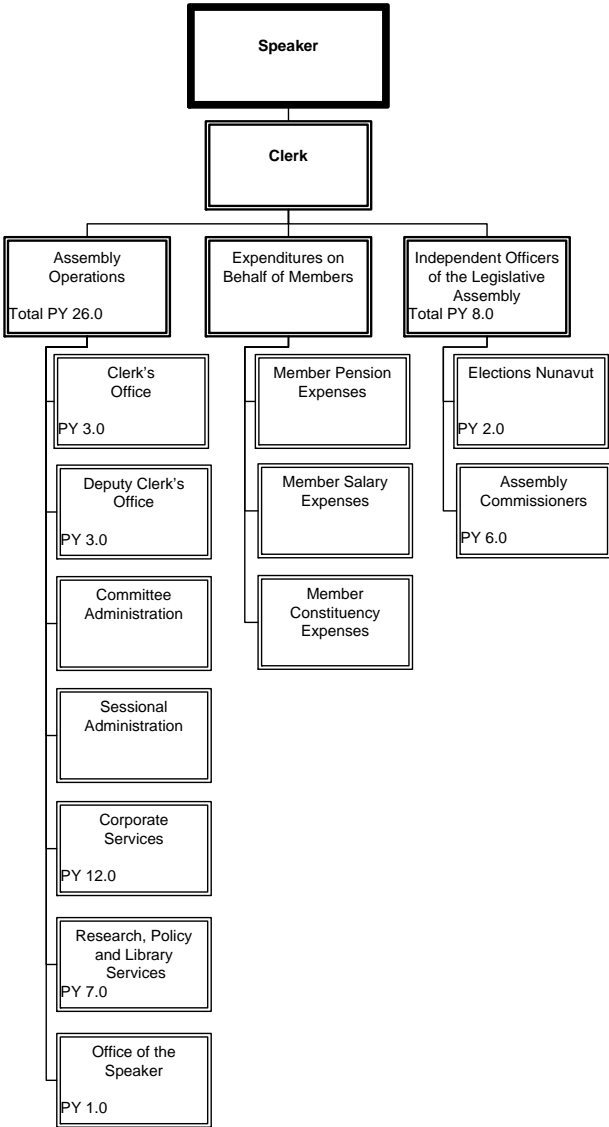 Speaker
Clerk
Assembly
Operations
Total PY 26.0
Expenditures on
Behalf of Members
Independent Officers
of the Legislative
Assembly
Total PY 8.0
Clerk's
Office
PY 3.0
Deputy Clerk's
Office
PY 3.0
Committee
Administration
Sessional
Administration
Corporate
Services
PY 12.0
Research, Policy
and Library
Services
PY 7.0
Office of the
Speaker
PY 1.0
Member Pension
Expenses
Member Salary
Expenses
Member
Constituency
Expenses
Elections Nunavut
PY 2.0
Assembly
Commissioners
PY 6.0